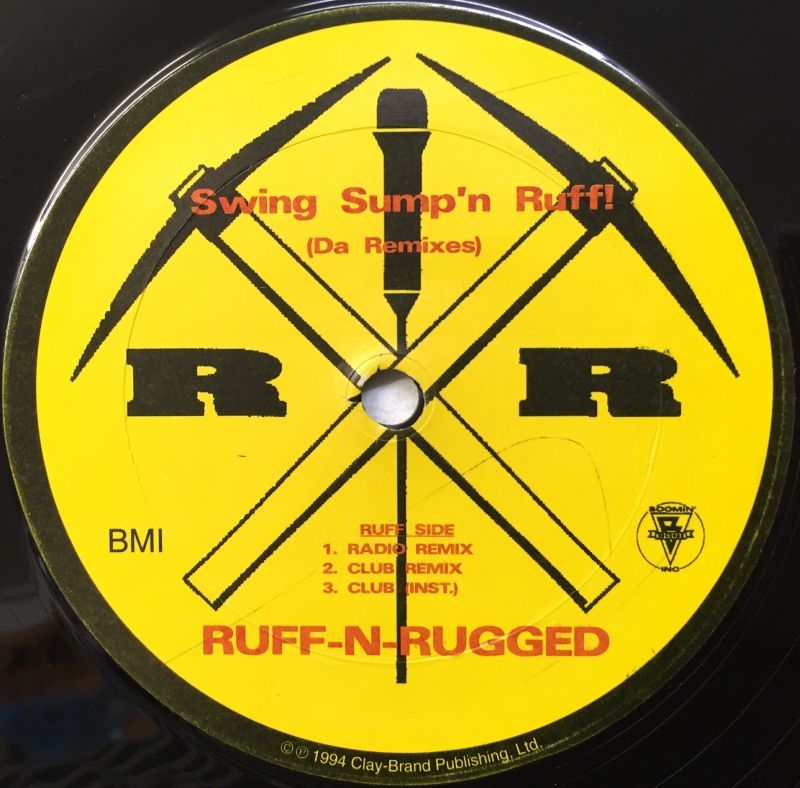 Swing Sump'n Ruff!
(Da Remixes)
R R
BMI
BOOMIN'
B
RECORDS
INC
RUFF SIDE
1. RADIO REMIX
2. CLUB REMIX
3. CLUB (INST.)
RUFF-N-RUGGED
© ℗ 1994 Clay-Brand Publishing, Ltd.